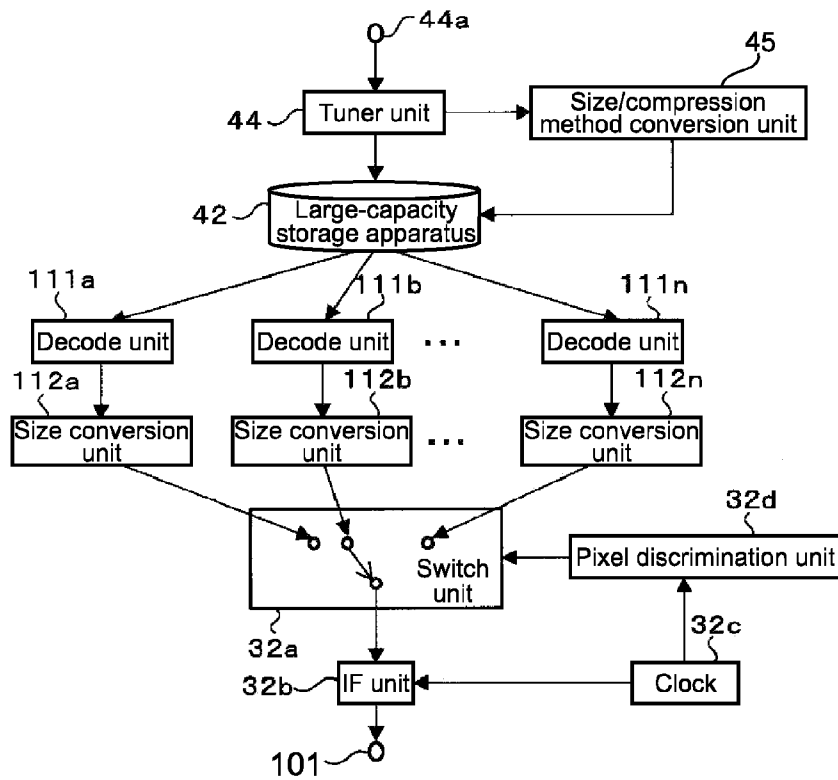 44a
45
44
Tuner unit
Size/compression
method conversion unit
42
Large-capacity
storage apparatus
111a
111b
111n
Decode unit
Decode unit
...
Decode unit
112a
112b
112n
Size conversion
unit
Size conversion
unit
...
Size conversion
unit
32d
Switch
unit
Pixel discrimination unit
32a
32c
32b
IF unit
Clock
101